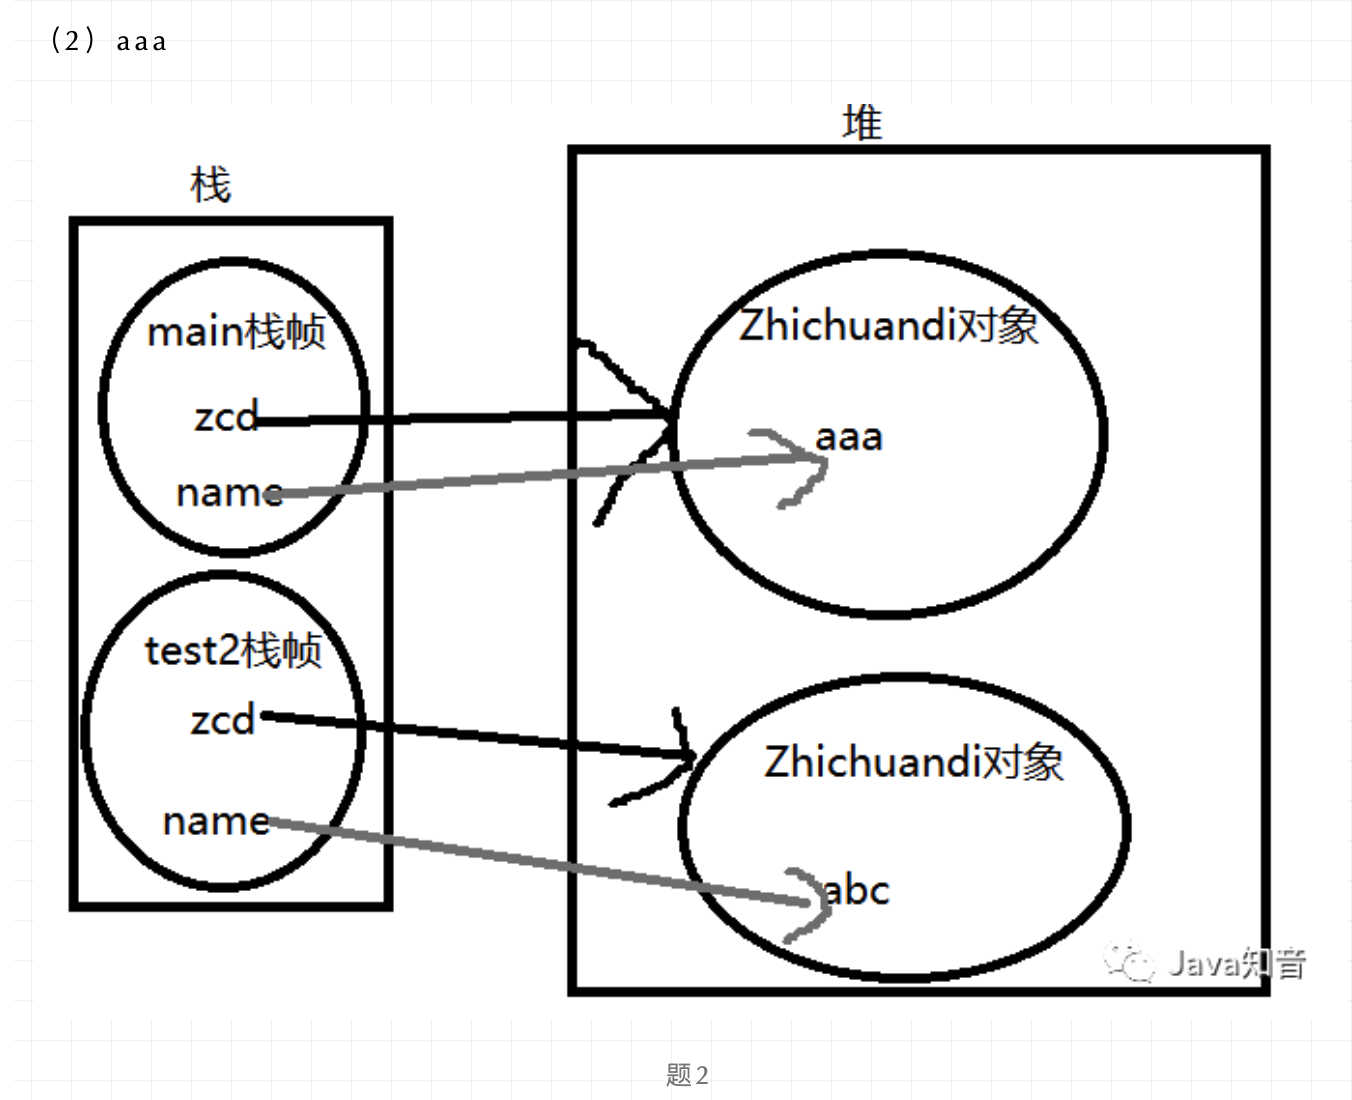 （2）aaa
堆
栈
main栈帧
zcd
name
Zhichuandi对象
aaa
test2栈帧
zcd
name
Zhichuandi对象
abc
Java知音
题2